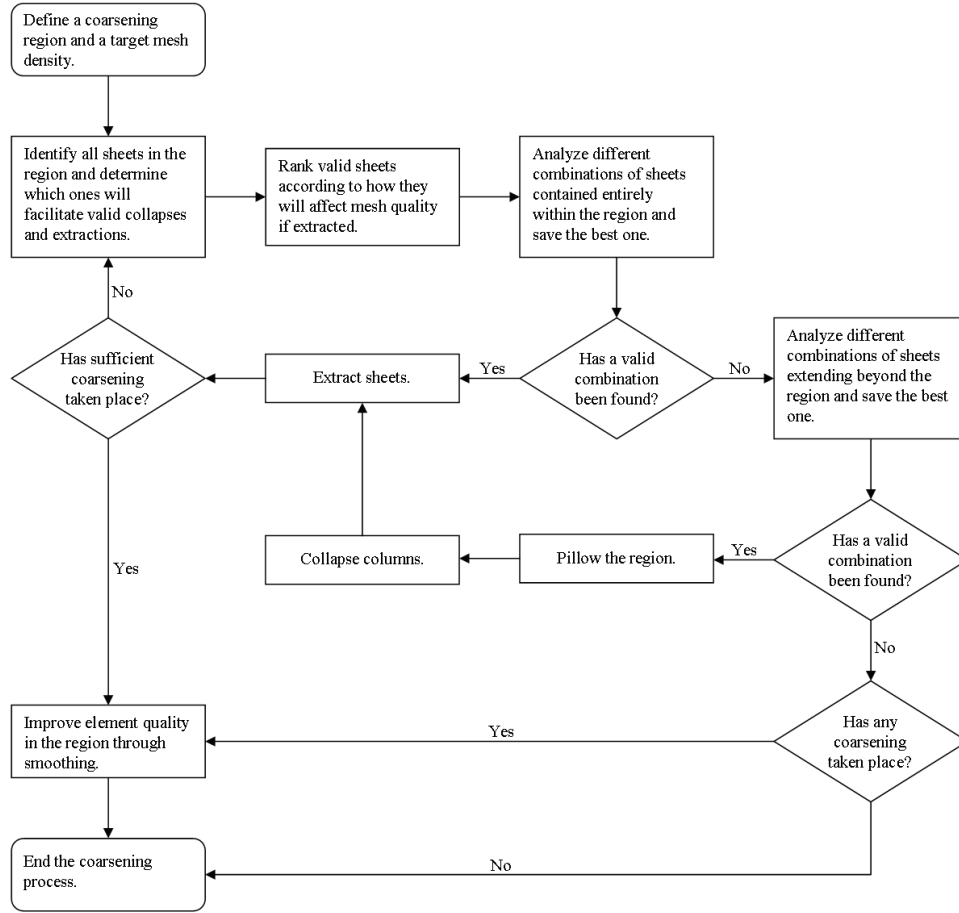 Define a coarsening
region and a target mesh
density.
Identify all sheets in the
region and determine
which ones will
facilitate valid collapses
and extractions.
Rank valid sheets
according to how they
will affect mesh quality
if extracted.
Analyze different
combinations of sheets
contained entirely
within the region and
save the best one.
No
Has sufficient
coarsening
taken place?
Extract sheets.
Yes
Has a valid
combination
been found?
No
Analyze different
combinations of sheets
extending beyond the
region and save the best
one.
Yes
Collapse columns.
Pillow the region.
Yes
Has a valid
combination
been found?
No
Improve element quality
in the region through
smoothing.
Yes
Has any
coarsening
taken place?
End the coarsening
process.
No